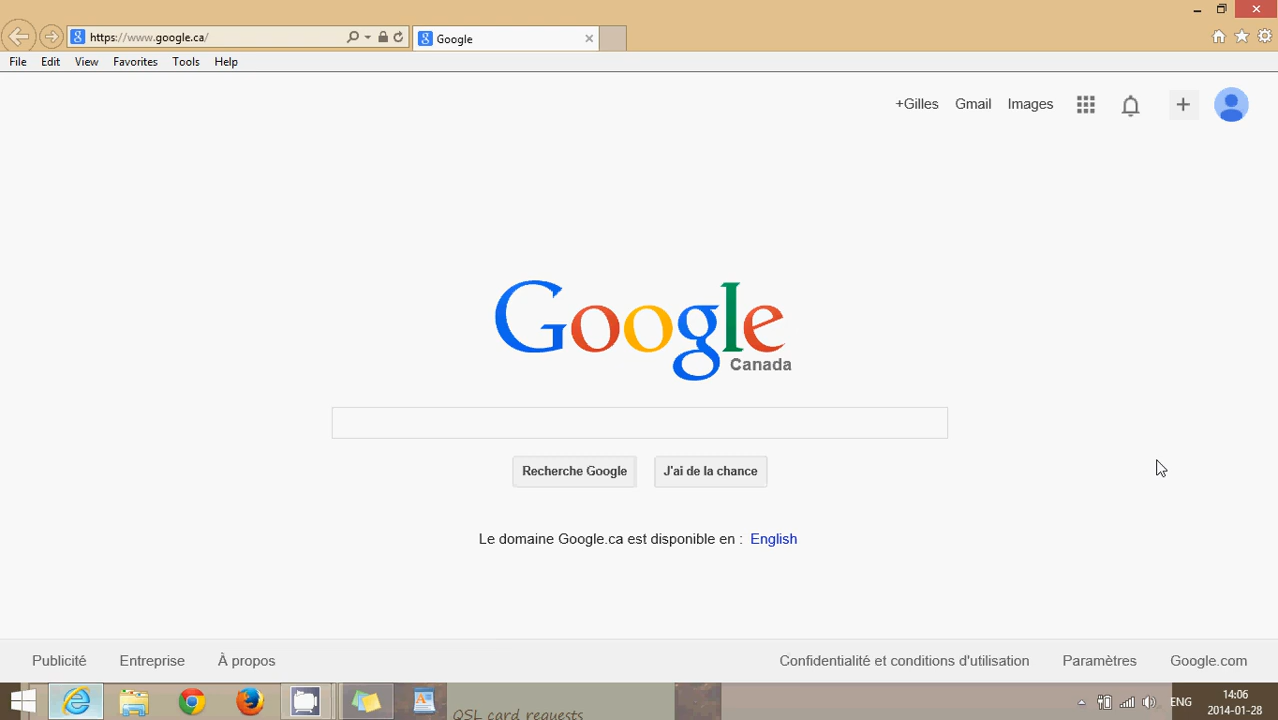 https://www.google.ca/
Google
File Edit View Favorites Tools Help
+Gilles Gmail Images
Google
Canada
Recherche Google J'ai de la chance
Le domaine Google.ca est disponible en : English
Publicité Entreprise À propos Confidentialité et conditions d'utilisation Paramètres Google.com
QSL card requests
ENG
14:06
2014-01-28